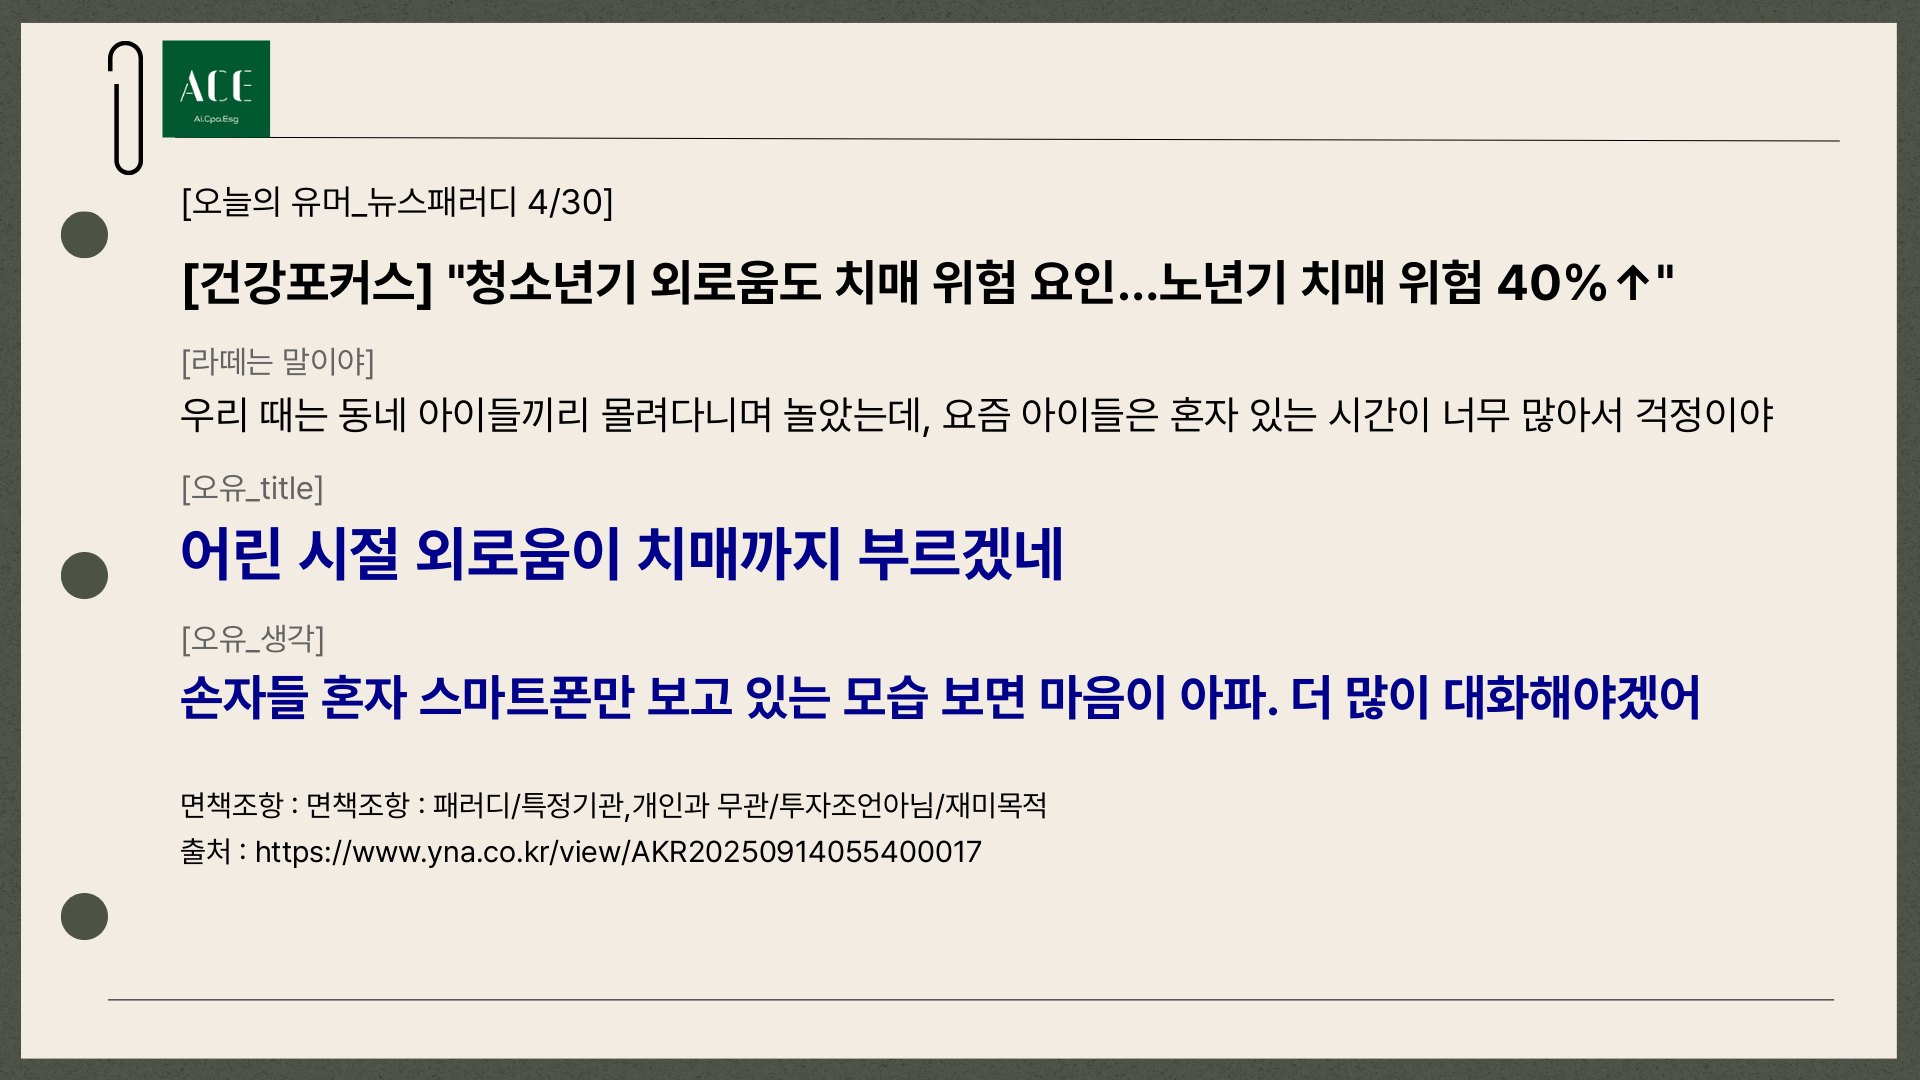 ACE
Ai.Cpa.Esg
[오늘의 유머_뉴스패러디 4/30]
[건강포커스] "청소년기 외로움도 치매 위험 요인…노년기 치매 위험 40%↑"
[라떼는 말이야]
우리 때는 동네 아이들끼리 몰려다니며 놀았는데, 요즘 아이들은 혼자 있는 시간이 너무 많아서 걱정이야
[오유_title]
어린 시절 외로움이 치매까지 부르겠네
[오유_생각]
손자들 혼자 스마트폰만 보고 있는 모습 보면 마음이 아파. 더 많이 대화해야겠어
면책조항 : 면책조항 : 패러디/특정기관,개인과 무관/투자조언아님/재미목적
출처 : https://www.yna.co.kr/view/AKR20250914055400017